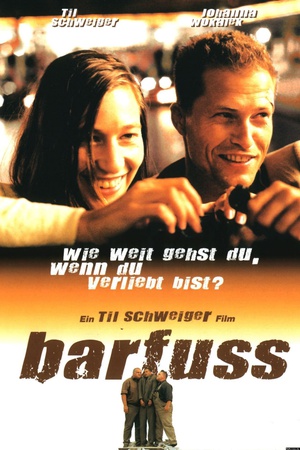 Til Schweiger
Johanna Wokalek
Wie weit gehst du,
wenn du
verliebt bist?
Ein Til Schweiger Film
barfuss